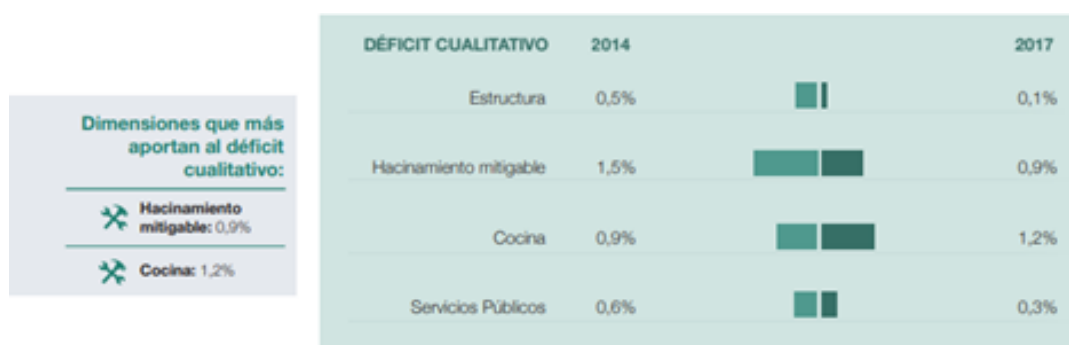 Dimensiones que más
aportan al déficit
cualitativo:
Hacinamiento
mitigable: 0,9%
Cocina: 1,2%
DÉFICIT CUALITATIVO 2014 2017
Estructura 0,5% 0,1%
Hacinamiento mitigable 1,5% 0,9%
Cocina 0,9% 1,2%
Servicios Públicos 0,6% 0,3%